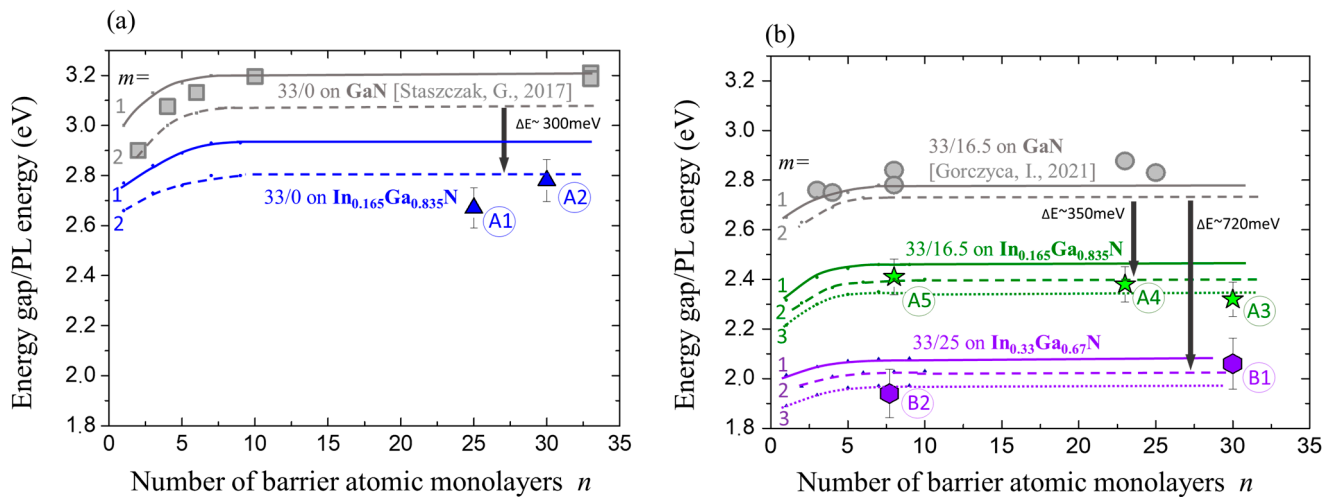 (a)
Energy gap/PL energy (eV)
3.2
3.0
2.8
2.6
2.4
2.2
2.0
1.8
m=
1
2
33/0 on GaN [Staszczak, G., 2017]
ΔE~ 300meV
1
2
33/0 on In0.165Ga0.835N
A1
A2
0 5 10 15 20 25 30 35
Number of barrier atomic monolayers n
(b)
Energy gap/PL energy (eV)
3.2
3.0
2.8
2.6
2.4
2.2
2.0
1.8
m=
1
2
33/16.5 on GaN
[Gorczyca, I., 2021]
ΔE~350meV
ΔE~720meV
33/16.5 on In0.165Ga0.835N
1
2
3
A5
A4
A3
33/25 on In0.33Ga0.67N
1
2
3
B2
B1
0 5 10 15 20 25 30 35
Number of barrier atomic monolayers n